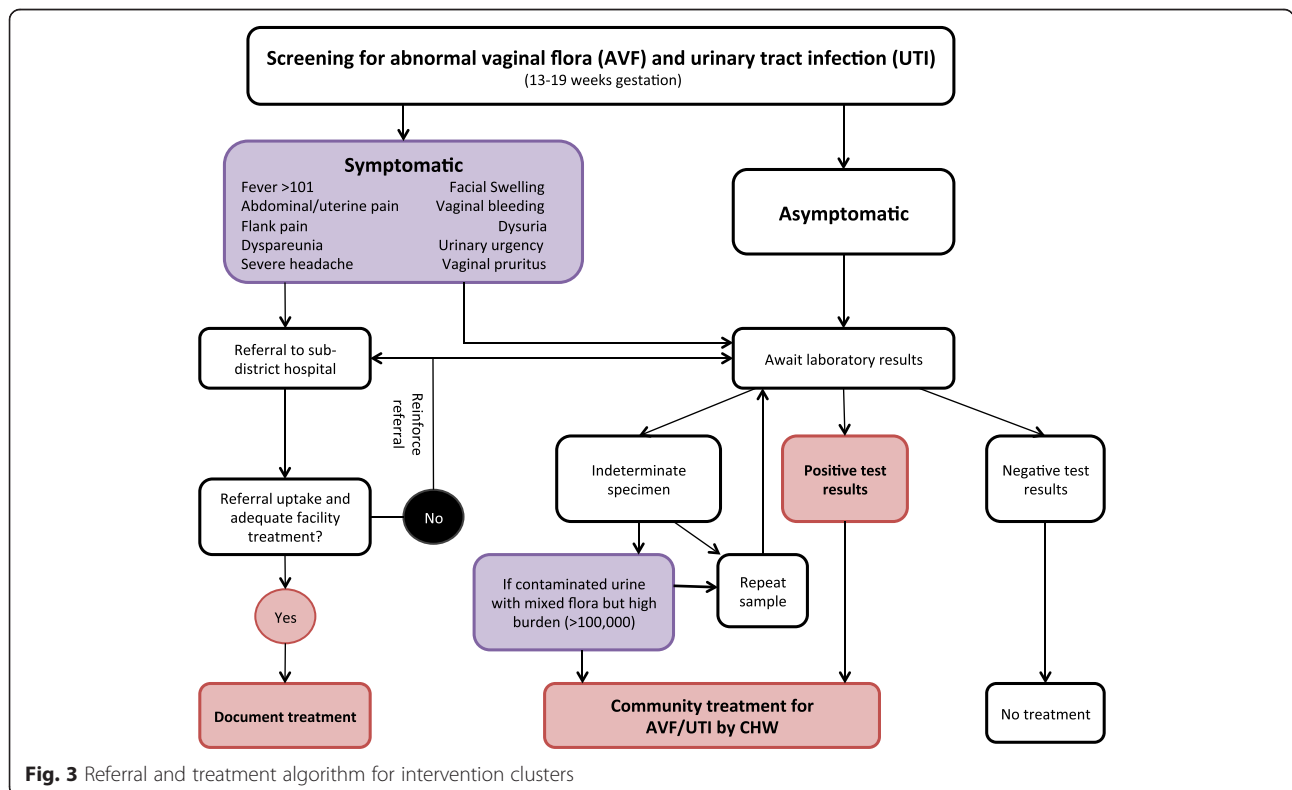 Screening for abnormal vaginal flora (AVF) and urinary tract infection (UTI)
(13-19 weeks gestation)
Symptomatic
Fever >101
Abdominal/uterine pain
Flank pain
Dyspareunia
Severe headache
Facial Swelling
Vaginal bleeding
Dysuria
Urinary urgency
Vaginal pruritus
Asymptomatic
Referral to sub-
district hospital
Reinforce
referral
Await laboratory results
Referral uptake and
adequate facility
treatment?
No
Yes
Document treatment
Indeterminate
specimen
Positive test
results
Negative test
results
If contaminated urine
with mixed flora but high
burden (>100,000)
Repeat
sample
Community treatment for
AVF/UTI by CHW
No treatment
Fig. 3 Referral and treatment algorithm for intervention clusters